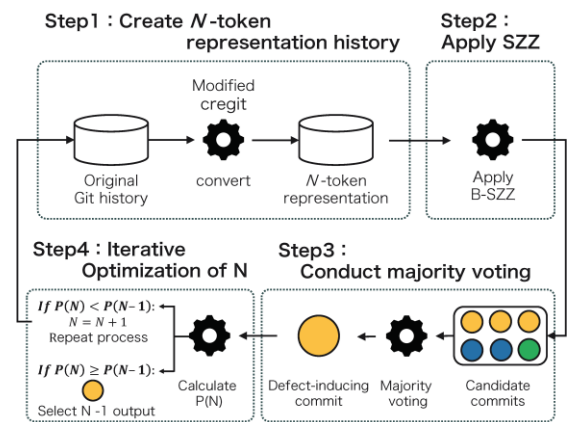 Step1：Create N-token
representation history
Modified
cregit
Original
Git history
convert
N-token
representation
Step2：
Apply SZZ
Apply
B-SZZ
Step3：
Conduct majority voting
Candidate
commits
Majority
voting
Defect-inducing
commit
Step4：Iterative
Optimization of N
Calculate
P(N)
If P(N) < P(N−1):
N = N + 1
Repeat process
If P(N) ≥ P(N−1):
Select N -1 output